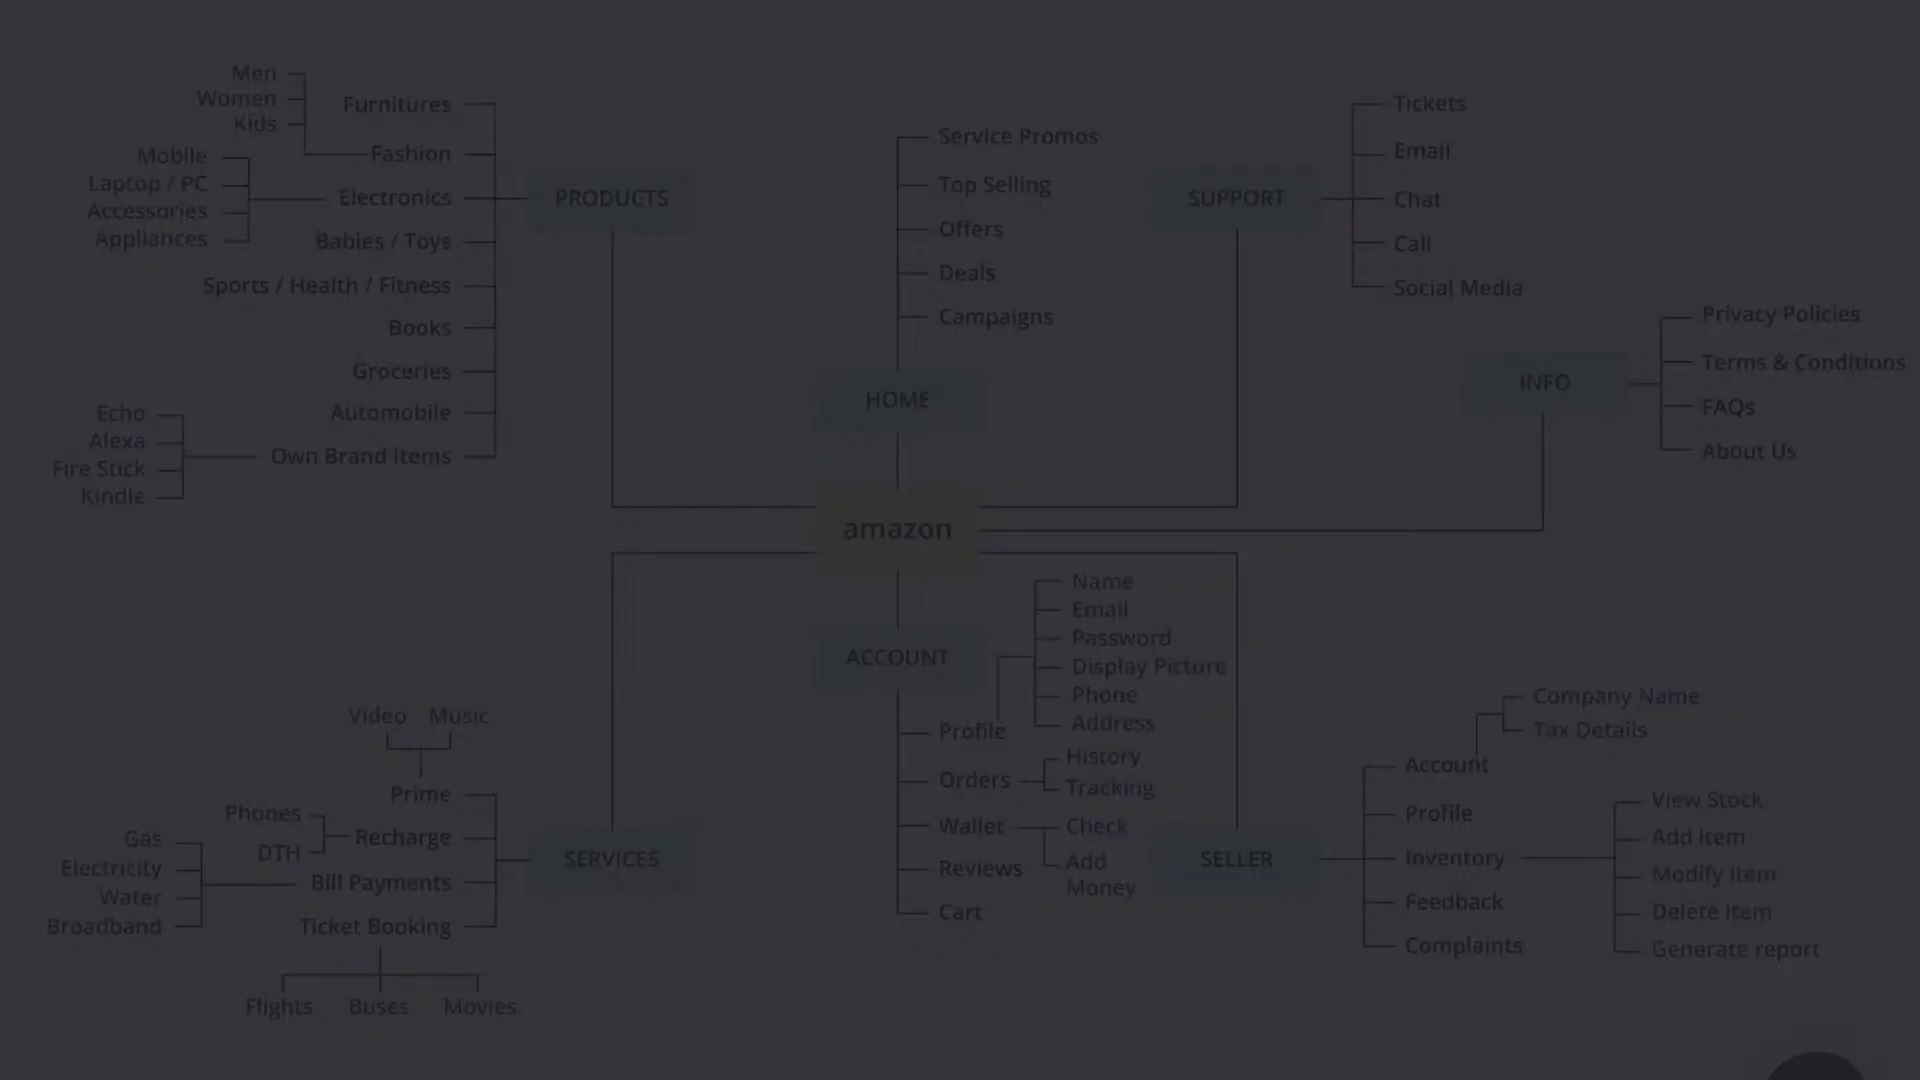 Men
Women
Kids
Furnitures
Fashion
Mobile
Laptop / PC
Accessories
Appliances
Electronics
Babies / Toys
Sports / Health / Fitness
Books
Groceries
Automobile
Echo
Alexa
Fire Stick
Kindle
Own Brand Items
PRODUCTS
Service Promos
Top Selling
Offers
Deals
Campaigns
HOME
SUPPORT
Tickets
Email
Chat
Call
Social Media
INFO
Privacy Policies
Terms & Conditions
FAQs
About Us
amazon
ACCOUNT
Name
Email
Password
Display Picture
Phone
Address
Profile
Orders
History
Tracking
Wallet
Check
Add
Money
Reviews
Cart
Video
Music
Prime
Phones
DTH
Recharge
Gas
Electricity
Water
Broadband
Bill Payments
Ticket Booking
Flights
Buses
Movies
SERVICES
SELLER
Company Name
Tax Details
Account
Profile
Inventory
Feedback
Complaints
View Stock
Add item
Modify item
Delete item
Generate report